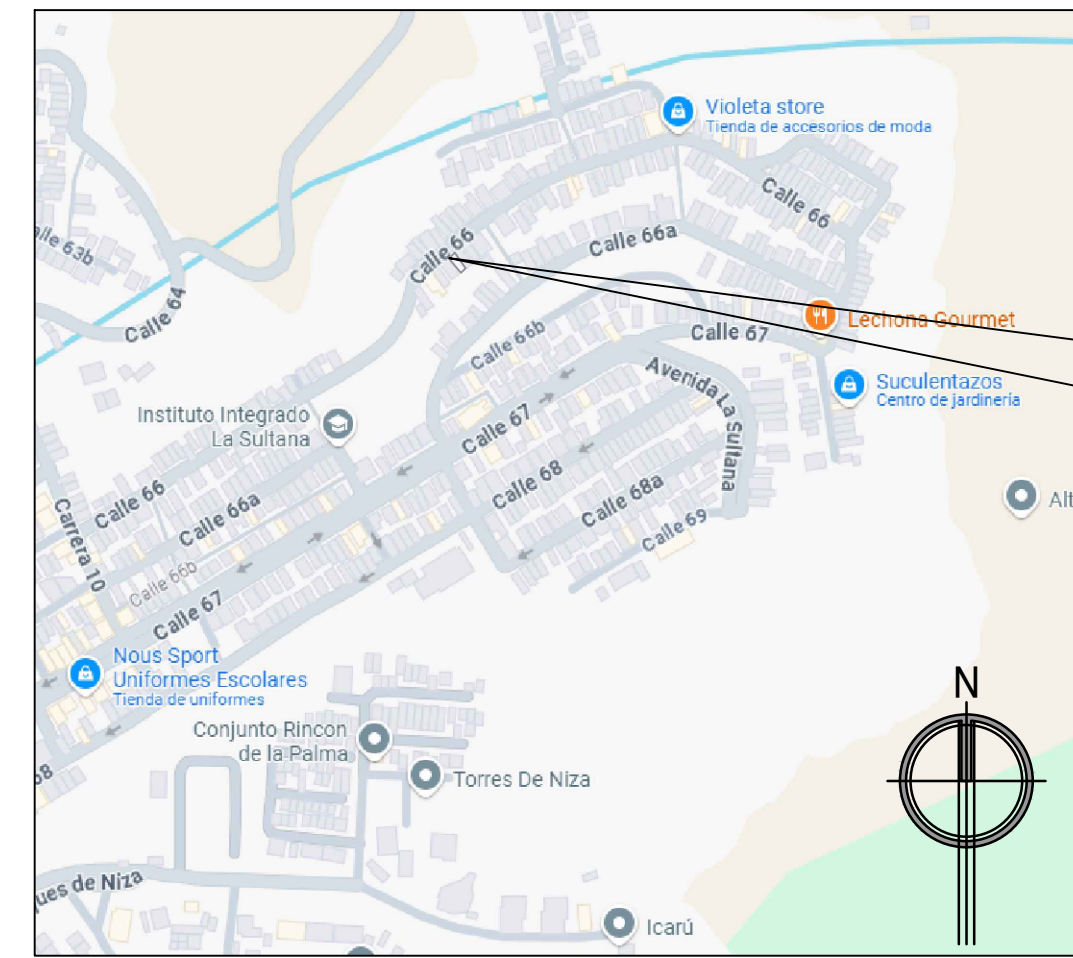 Violeta store
Tienda de accesorios de moda
Calle 66
Calle 66a
Calle 66
Calle 64
Calle 66b
Calle 67
Lechona Gourmet
Avenida La Sultana
Suculentazos
Centro de jardinería
Instituto Integrado
La Sultana
Calle 67
Calle 68
Calle 68a
Calle 69
Alt
Calle 66
Calle 66a
Carrera 10
Calle 66b
Calle 67
Nous Sport
Uniformes Escolares
Tienda de uniformes
N
Conjunto Rincon
de la Palma
Torres De Niza
68
ues de Niza
Icarú